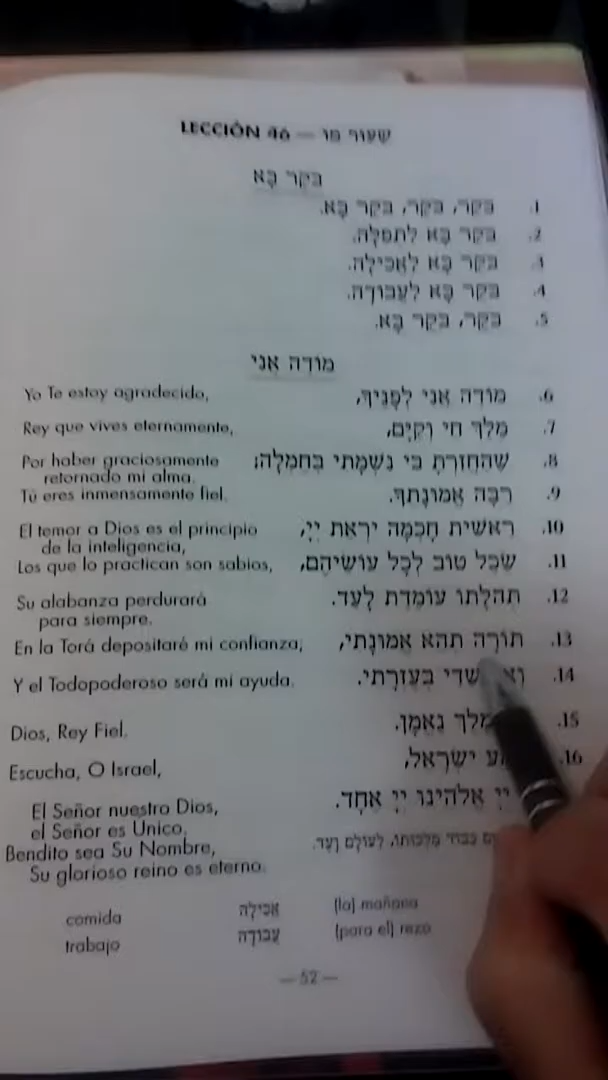 LECCIÓN 46 — שעור מו
בֹּקֶר בָּא
1. בֹּקֶר, בֹּקֶר, בֹּקֶר בָּא.
2. בֹּקֶר בָּא לִתְפִלָּה.
3. בֹּקֶר בָּא לַאֲכִילָה.
4. בֹּקֶר בָּא לַעֲבוֹדָה.
5. בֹּקֶר, בֹּקֶר בָּא.
מוֹדֶה אֲנִי
6. מוֹדֶה אֲנִי לְפָנֶיךָ, Yo Te estoy agradecido,
7. מֶלֶךְ חַי וְקַיָּם, Rey que vives eternamente,
8. שֶׁהֶחֱזַרְתָּ בִּי נִשְׁמָתִי בְּחֶמְלָה; Por haber graciosamente
retornado mi alma.
9. רַבָּה אֱמוּנָתֶךָ. Tú eres inmensamente fiel.
10. רֵאשִׁית חָכְמָה יִרְאַת יְיָ, El temor a Dios es el principio
de la inteligencia,
11. שֵׂכֶל טוֹב לְכָל עוֹשֵׂיהֶם, Los que lo practican son sabios,
12. תְּהִלָּתוֹ עוֹמֶדֶת לָעַד. Su alabanza perdurará
para siempre.
13. תּוֹרָה תְּהֵא אֱמוּנָתִי, En la Torá depositaré mi confianza;
14. שַׁדַּי בְּעֶזְרָתִי. Y el Todopoderoso será mi ayuda.
15. מֶלֶךְ נֶאֱמָן. Dios, Rey Fiel.
16. יִשְׂרָאֵל, Escucha, O Israel,
יְיָ אֱלֹהֵינוּ יְיָ אֶחָד. El Señor nuestro Dios,
el Señor es Unico,
כְּבוֹד מַלְכוּתוֹ, לְעוֹלָם וָעֶד. Bendito sea Su Nombre,
Su glorioso reino es eterno.
comida אֲכִילָה (la) mañana
trabajo עֲבוֹדָה (para el) rezo
— 52 —